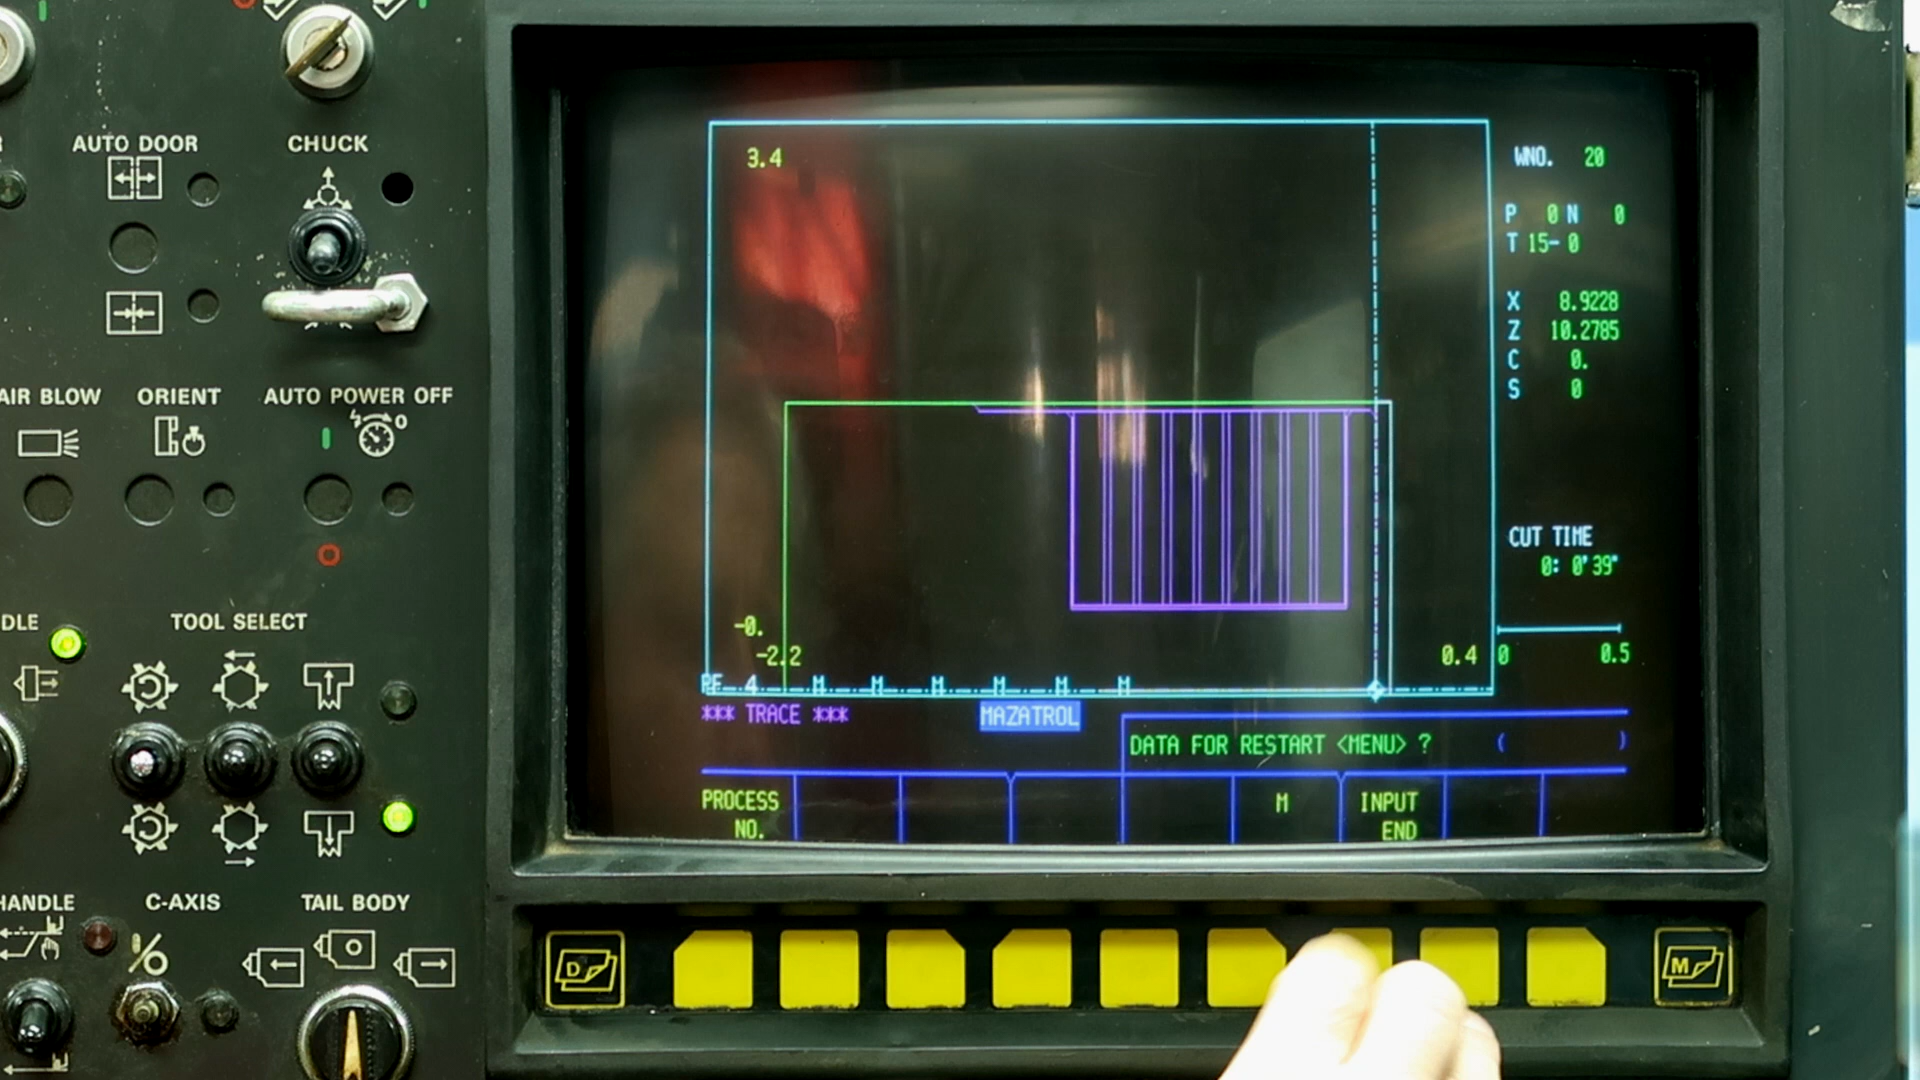 AUTO DOOR
CHUCK
AIR BLOW
ORIENT
AUTO POWER OFF
TOOL SELECT
HANDLE
C-AXIS
TAIL BODY
3.4
-0.
-2.2
0.4
0
0.5
WNO. 20
P 0 N 0
T 15- 0
X 8.9228
Z 10.2785
C 0.
S 0
CUT TIME
0: 0'39"
M M M M M M
*** TRACE ***
MAZATROL
DATA FOR RESTART <MENU> ? ( )
PROCESS NO.
M
INPUT END
D
M